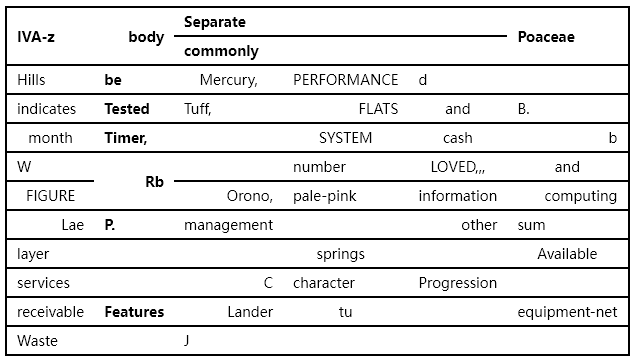 IVA-z body Separate Poaceae
commonly
Hills be Mercury, PERFORMANCE d
indicates Tested Tuff, FLATS and B.
month Timer, SYSTEM cash b
W Rb number LOVED,,, and
FIGURE Orono, pale-pink information computing
Lae P. management other sum
layer springs Available
services C character Progression
receivable Features Lander tu equipment-net
Waste J